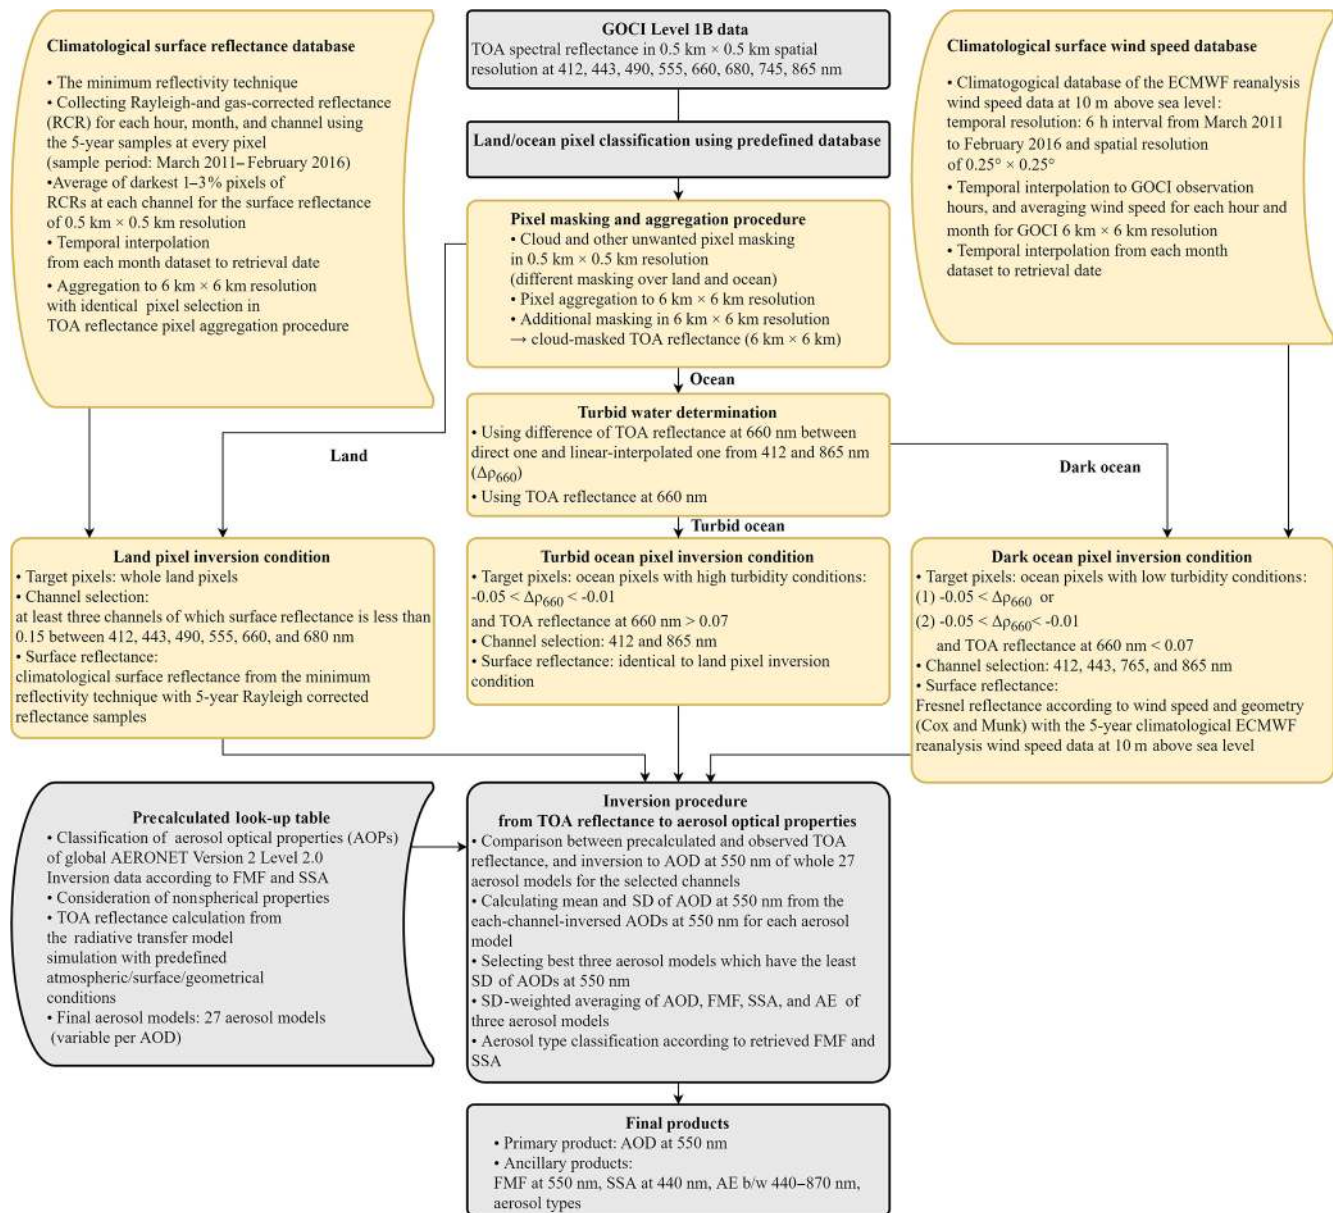 Climatological surface reflectance database
• The minimum reflectivity technique
• Collecting Rayleigh-and gas-corrected reflectance
(RCR) for each hour, month, and channel using
the 5-year samples at every pixel
(sample period: March 2011–February 2016)
•Average of darkest 1–3% pixels of
RCRs at each channel for the surface reflectance
of 0.5 km × 0.5 km resolution
• Temporal interpolation
from each month dataset to retrieval date
• Aggregation to 6 km × 6 km resolution
with identical pixel selection in
TOA reflectance pixel aggregation procedure
GOCI Level 1B data
TOA spectral reflectance in 0.5 km × 0.5 km spatial
resolution at 412, 443, 490, 555, 660, 680, 745, 865 nm
Land/ocean pixel classification using predefined database
Pixel masking and aggregation procedure
• Cloud and other unwanted pixel masking
in 0.5 km × 0.5 km resolution
(different masking over land and ocean)
• Pixel aggregation to 6 km × 6 km resolution
• Additional masking in 6 km × 6 km resolution
→ cloud-masked TOA reflectance (6 km × 6 km)
Climatological surface wind speed database
• Climatogogical database of the ECMWF reanalysis
wind speed data at 10 m above sea level:
temporal resolution: 6 h interval from March 2011
to February 2016 and spatial resolution
of 0.25° × 0.25°
• Temporal interpolation to GOCI observation
hours, and averaging wind speed for each hour and
month for GOCI 6 km × 6 km resolution
• Temporal interpolation from each month
dataset to retrieval date
Ocean
Land
Turbid water determination
• Using difference of TOA reflectance at 660 nm between
direct one and linear-interpolated one from 412 and 865 nm
(Δρ660)
• Using TOA reflectance at 660 nm
Dark ocean
Turbid ocean
Land pixel inversion condition
• Target pixels: whole land pixels
• Channel selection:
at least three channels of which surface reflectance is less than
0.15 between 412, 443, 490, 555, 660, and 680 nm
• Surface reflectance:
climatological surface reflectance from the minimum
reflectivity technique with 5-year Rayleigh corrected
reflectance samples
Turbid ocean pixel inversion condition
• Target pixels: ocean pixels with high turbidity conditions:
-0.05 < Δρ660 < -0.01
and TOA reflectance at 660 nm > 0.07
• Channel selection: 412 and 865 nm
• Surface reflectance: identical to land pixel inversion
condition
Dark ocean pixel inversion condition
• Target pixels: ocean pixels with low turbidity conditions:
(1) -0.05 < Δρ660 or
(2) -0.05 < Δρ660< -0.01
and TOA reflectance at 660 nm < 0.07
• Channel selection: 412, 443, 765, and 865 nm
• Surface reflectance:
Fresnel reflectance according to wind speed and geometry
(Cox and Munk) with the 5-year climatological ECMWF
reanalysis wind speed data at 10 m above sea level
Precalculated look-up table
• Classification of aerosol optical properties (AOPs)
of global AERONET Version 2 Level 2.0
Inversion data according to FMF and SSA
• Consideration of nonspherical properties
• TOA reflectance calculation from
the radiative transfer model
simulation with predefined
atmospheric/surface/geometrical
conditions
• Final aerosol models: 27 aerosol models
(variable per AOD)
Inversion procedure
from TOA reflectance to aerosol optical properties
• Comparison between precalculated and observed TOA
reflectance, and inversion to AOD at 550 nm of whole 27
aerosol models for the selected channels
• Calculating mean and SD of AOD at 550 nm from the
each-channel-inversed AODs at 550 nm for each aerosol
model
• Selecting best three aerosol models which have the least
SD of AODs at 550 nm
• SD-weighted averaging of AOD, FMF, SSA, and AE of
three aerosol models
• Aerosol type classification according to retrieved FMF and
SSA
Final products
• Primary product: AOD at 550 nm
• Ancillary products:
FMF at 550 nm, SSA at 440 nm, AE b/w 440–870 nm,
aerosol types